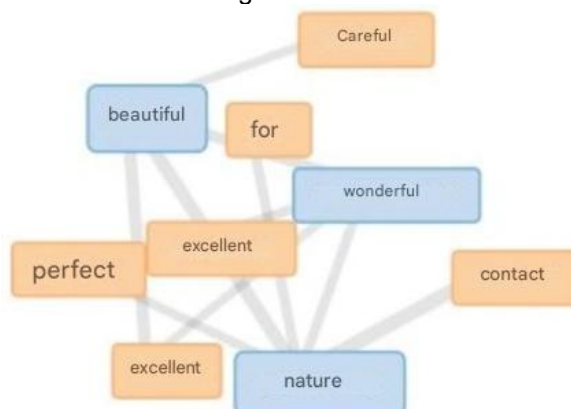 Careful
beautiful
for
wonderful
excellent
perfect
contact
excellent
nature